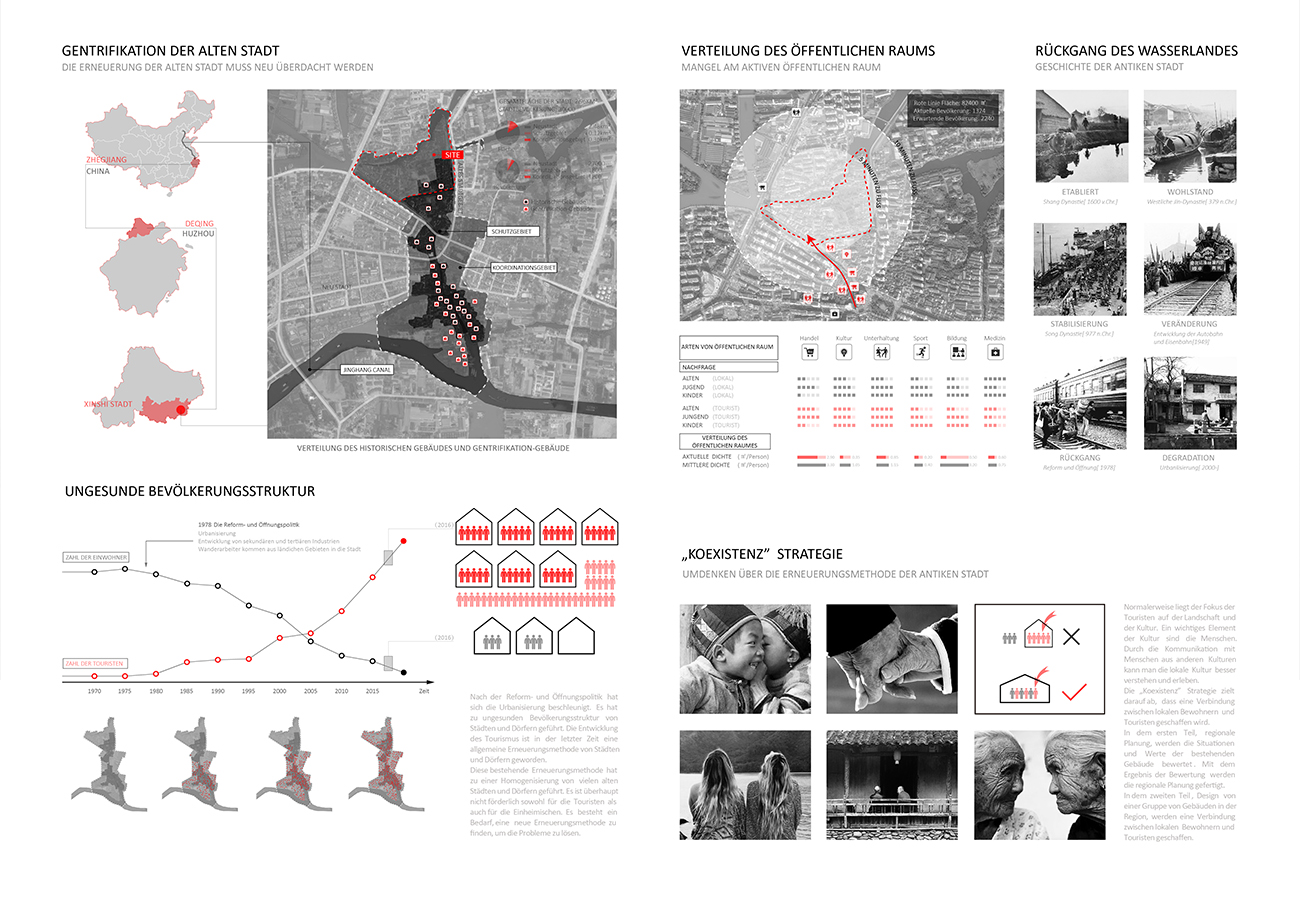 GENTRIFIKATION DER ALTEN STADT
DIE ERNEUERUNG DER ALTEN STADT MUSS NEU ÜBERDACHT WERDEN
ZHEGJIANG
CHINA
DEQING
HUZHOU
XINSHI STADT
SITE
SCHUTZGEBIET
KOORDINATIONSGEBIET
NEU STADT
JINGHANG CANAL
VERTEILUNG DES HISTORISCHEN GEBÄUDES UND GENTRIFIKATION-GEBÄUDE
UNGESUNDE BEVÖLKERUNGSSTRUKTUR
1978: Die Reform- und Öffnungspolitik
Urbanisierung
Entwicklung von sekundären und tertiären Industrien
Wanderarbeiter kommen aus ländlichen Gebieten in die Stadt
ZAHL DER EINWOHNER
ZAHL DER TOURISTEN
(2016)
(2016)
1970 1975 1980 1985 1990 1995 2000 2005 2010 2015 Zeit
Nach der Reform- und Öffnungspolitik hat
sich die Urbanisierung beschleunigt. Es hat
zu ungesunden Bevölkerungsstruktur von
Städten und Dörfern geführt. Die Entwicklung
des Tourismus ist in der letzter Zeit eine
allgemeine Erneuerungsmethode von Städten
und Dörfern geworden.
Diese bestehende Erneuerungsmethode hat
zu einer Homogenisierung von vielen alten
Städten und Dörfern geführt. Es ist überhaupt
nicht förderlich sowohl für die Touristen als
auch für die Einheimischen. Es besteht ein
Bedarf, eine neue Erneuerungsmethode zu
finden, um die Probleme zu lösen.
VERTEILUNG DES ÖFFENTLICHEN RAUMS
MANGEL AM AKTIVEN ÖFFENTLICHEN RAUM
Rote Linie Fläche: 82400 ㎡
Aktuelle Bevölkerung: 1324
Erwartende Bevölkerung: 2240
5 MINUTEN ZU FUSS
10 MINUTEN ZU FUSS
ARTEN VON ÖFFENTLICHEN RAUM
Handel Kultur Unterhaltung Sport Bildung Medizin
NACHFRAGE
ALTEN (LOKAL)
JUGEND (LOKAL)
KINDER (LOKAL)
ALTEN (TOURIST)
JUNGEND (TOURIST)
KINDER (TOURIST)
VERTEILUNG DES
ÖFFENTLICHEN RAUMES
AKTUELLE DICHTE ( ㎡/Person)
MITTLERE DICHTE ( ㎡/Person)
RÜCKGANG DES WASSERLANDES
GESCHICHTE DER ANTIKEN STADT
ETABLIERT
Shang Dynastie[ 1600 v.Chr ]
WOHLSTAND
Westliche Jin-Dynastie[ 379 n.Chr ]
STABILISIERUNG
Song Dynastie[ 977 n.Chr ]
VERÄNDERUNG
Entwicklung der Autobahn
und Eisenbahn[1949]
RÜCKGANG
Reform und Öffnung[ 1978]
DEGRADATION
Urbanisierung[ 2000 ]
„KOEXISTENZ” STRATEGIE
UMDENKEN ÜBER DIE ERNEUERUNGSMETHODE DER ANTIKEN STADT
Normalerweise liegt der Fokus der
Touristen auf der Landschaft und
der Kultur. Ein wichtiges Element
der Kultur sind die Menschen.
Durch die Kommunikation mit
Menschen aus anderen Kulturen
kann man die lokale Kultur besser
verstehen und erleben.
Die „Koexistenz” Strategie zielt
darauf ab, dass eine Verbindung
zwischen lokalen Bewohnern und
Touristen geschaffen wird.
In dem ersten Teil, regionale
Planung, werden die Situationen
und Werte der bestehenden
Gebäude bewertet. Mit dem
Ergebnis der Bewertung werden
die regionale Planung gefertigt.
In dem zweiten Teil, Design von
einer Gruppe von Gebäuden in der
Region, werden eine Verbindung
zwischen lokalen Bewohnern und
Touristen geschaffen.